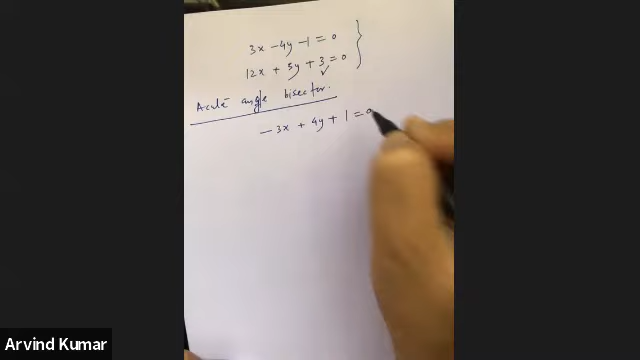 3x - 4y - 1 = 0
12x + 5y + 3 = 0
Acute angle bisector.
- 3x + 4y + 1 = 0
Arvind Kumar